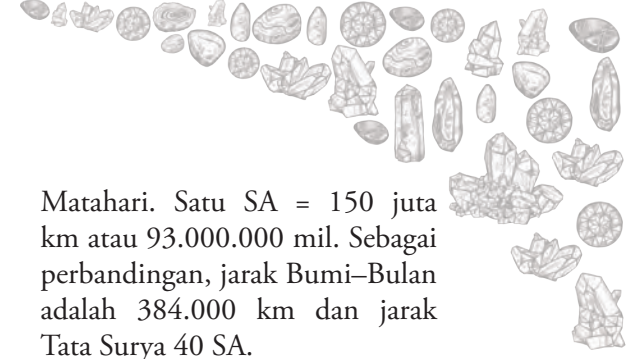 Matahari. Satu SA = 150 juta
km atau 93.000.000 mil. Sebagai
perbandingan, jarak Bumi–Bulan
adalah 384.000 km dan jarak
Tata Surya 40 SA.